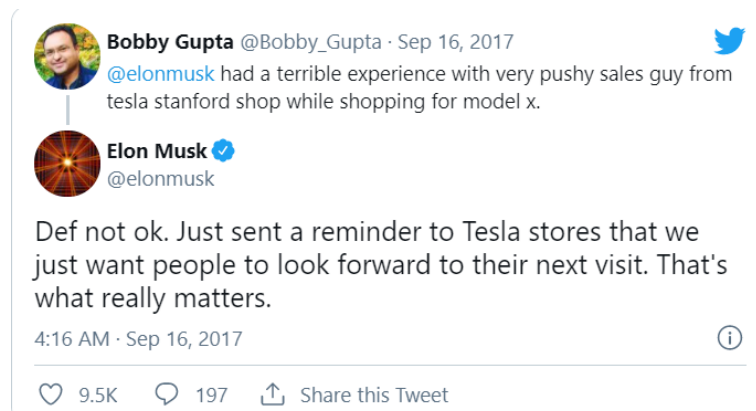 Bobby Gupta @Bobby_Gupta · Sep 16, 2017
@elonmusk had a terrible experience with very pushy sales guy from
tesla stanford shop while shopping for model x.
Elon Musk
@elonmusk
Def not ok. Just sent a reminder to Tesla stores that we
just want people to look forward to their next visit. That's
what really matters.
4:16 AM · Sep 16, 2017
9.5K 197 Share this Tweet